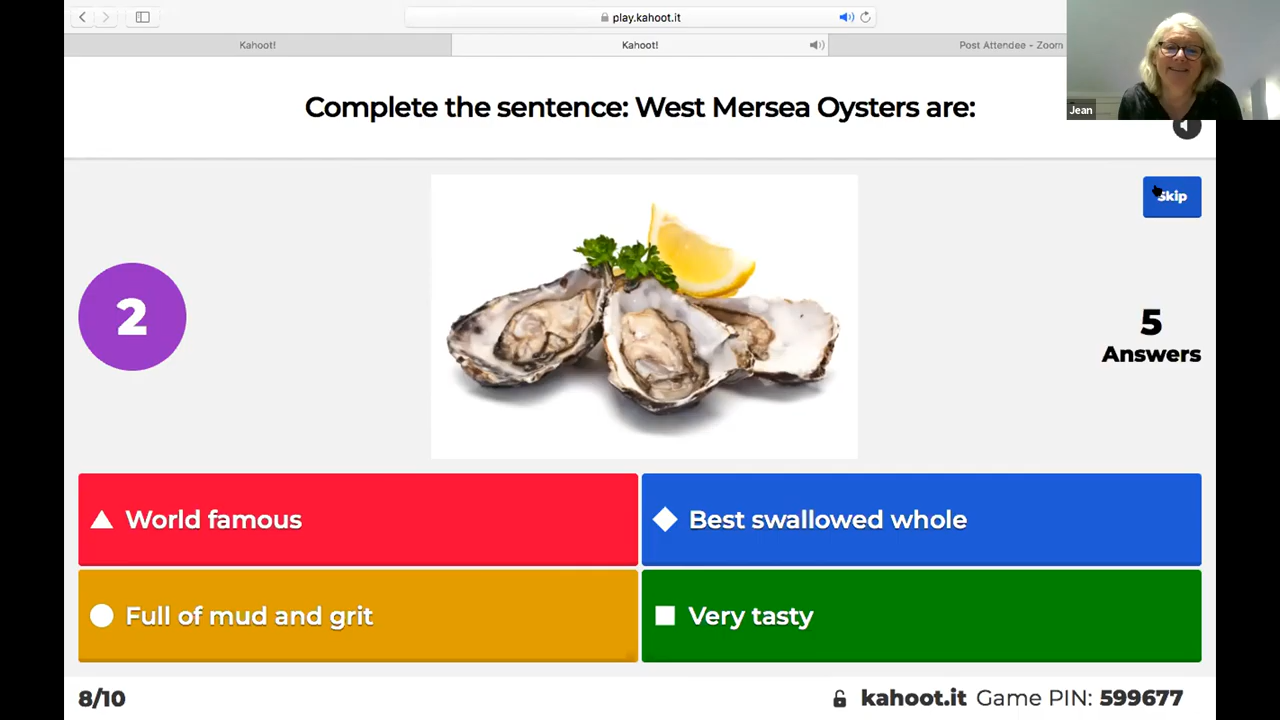 play.kahoot.it
Kahoot!
Kahoot!
Post Attendee - Zoom
Jean
Complete the sentence: West Mersea Oysters are:
Skip
2
5
Answers
World famous
Best swallowed whole
Full of mud and grit
Very tasty
8/10
kahoot.it Game PIN: 599677